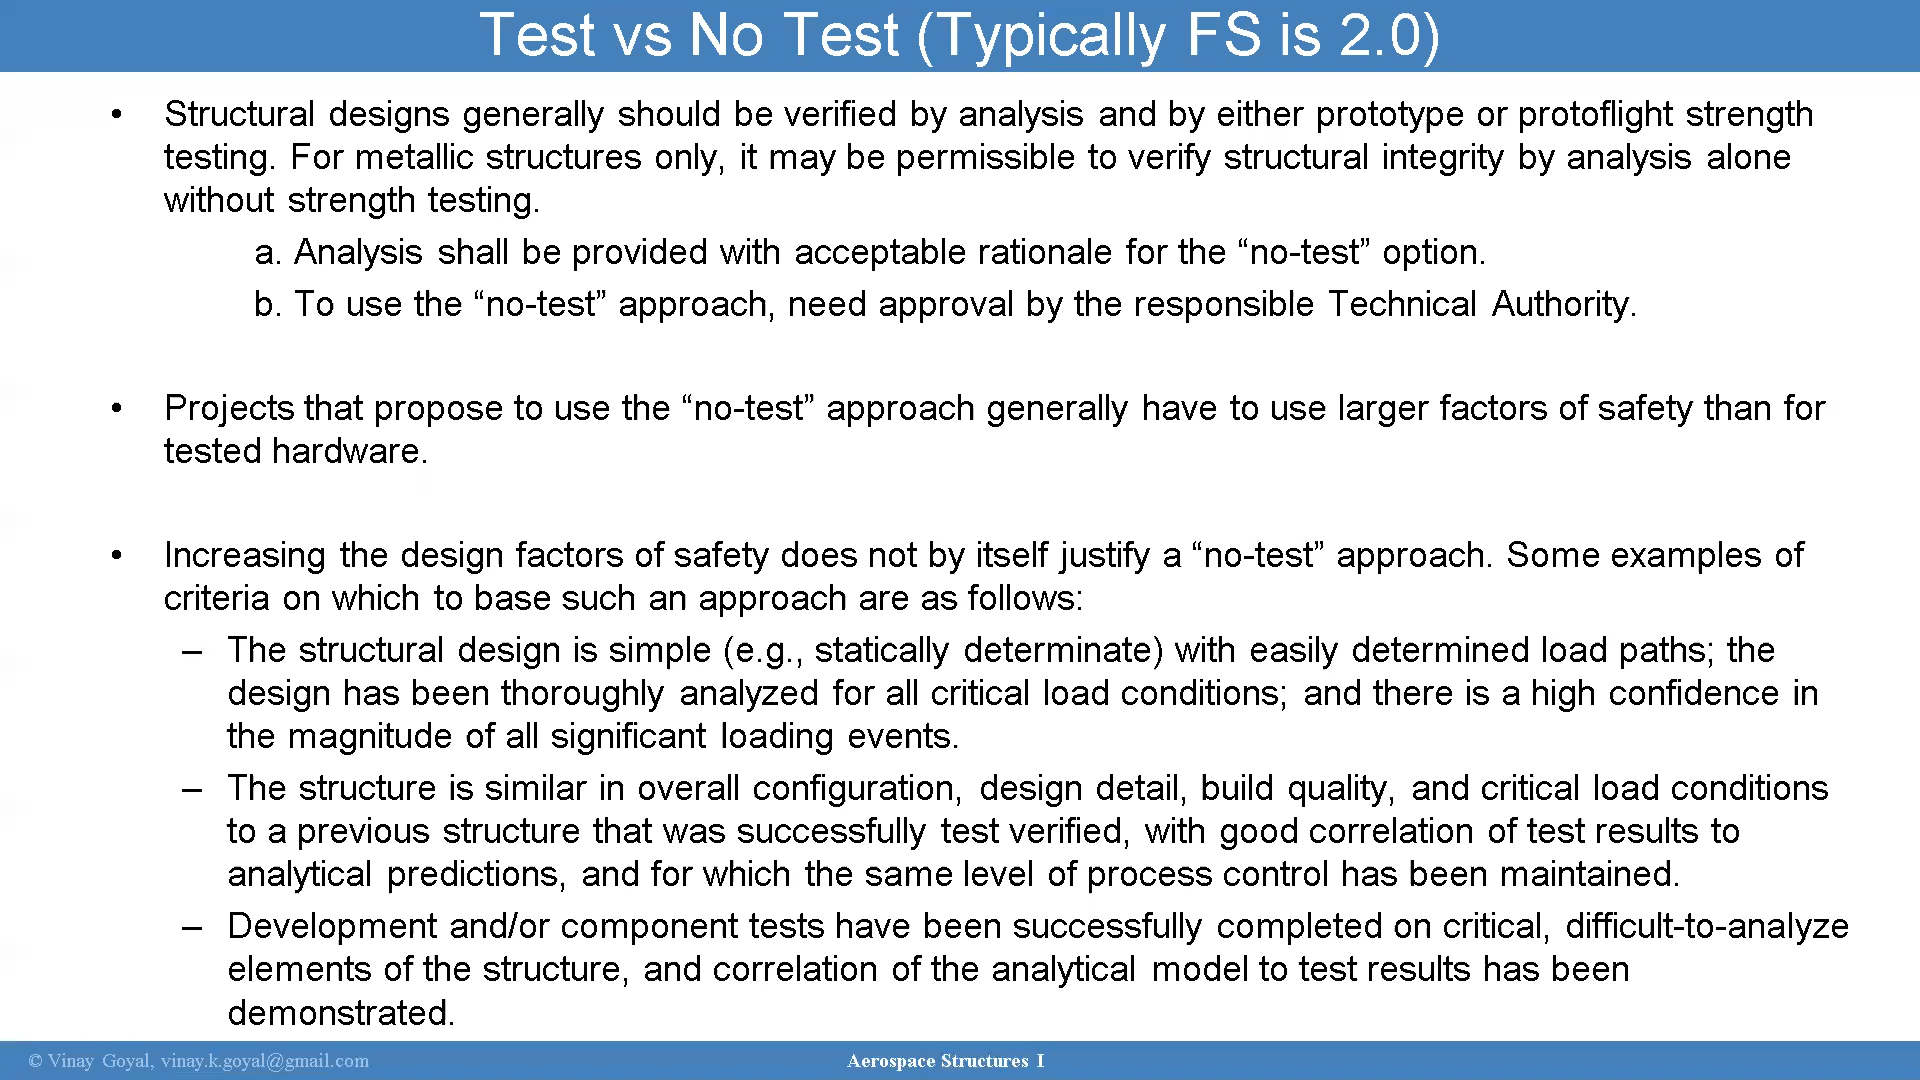 Test vs No Test (Typically FS is 2.0)
• Structural designs generally should be verified by analysis and by either prototype or protoflight strength
testing. For metallic structures only, it may be permissible to verify structural integrity by analysis alone
without strength testing.
a. Analysis shall be provided with acceptable rationale for the “no-test” option.
b. To use the “no-test” approach, need approval by the responsible Technical Authority.
• Projects that propose to use the “no-test” approach generally have to use larger factors of safety than for
tested hardware.
• Increasing the design factors of safety does not by itself justify a “no-test” approach. Some examples of
criteria on which to base such an approach are as follows:
– The structural design is simple (e.g., statically determinate) with easily determined load paths; the
design has been thoroughly analyzed for all critical load conditions; and there is a high confidence in
the magnitude of all significant loading events.
– The structure is similar in overall configuration, design detail, build quality, and critical load conditions
to a previous structure that was successfully test verified, with good correlation of test results to
analytical predictions, and for which the same level of process control has been maintained.
– Development and/or component tests have been successfully completed on critical, difficult-to-analyze
elements of the structure, and correlation of the analytical model to test results has been
demonstrated.
© Vinay Goyal, vinay.k.goyal@gmail.com
Aerospace Structures I